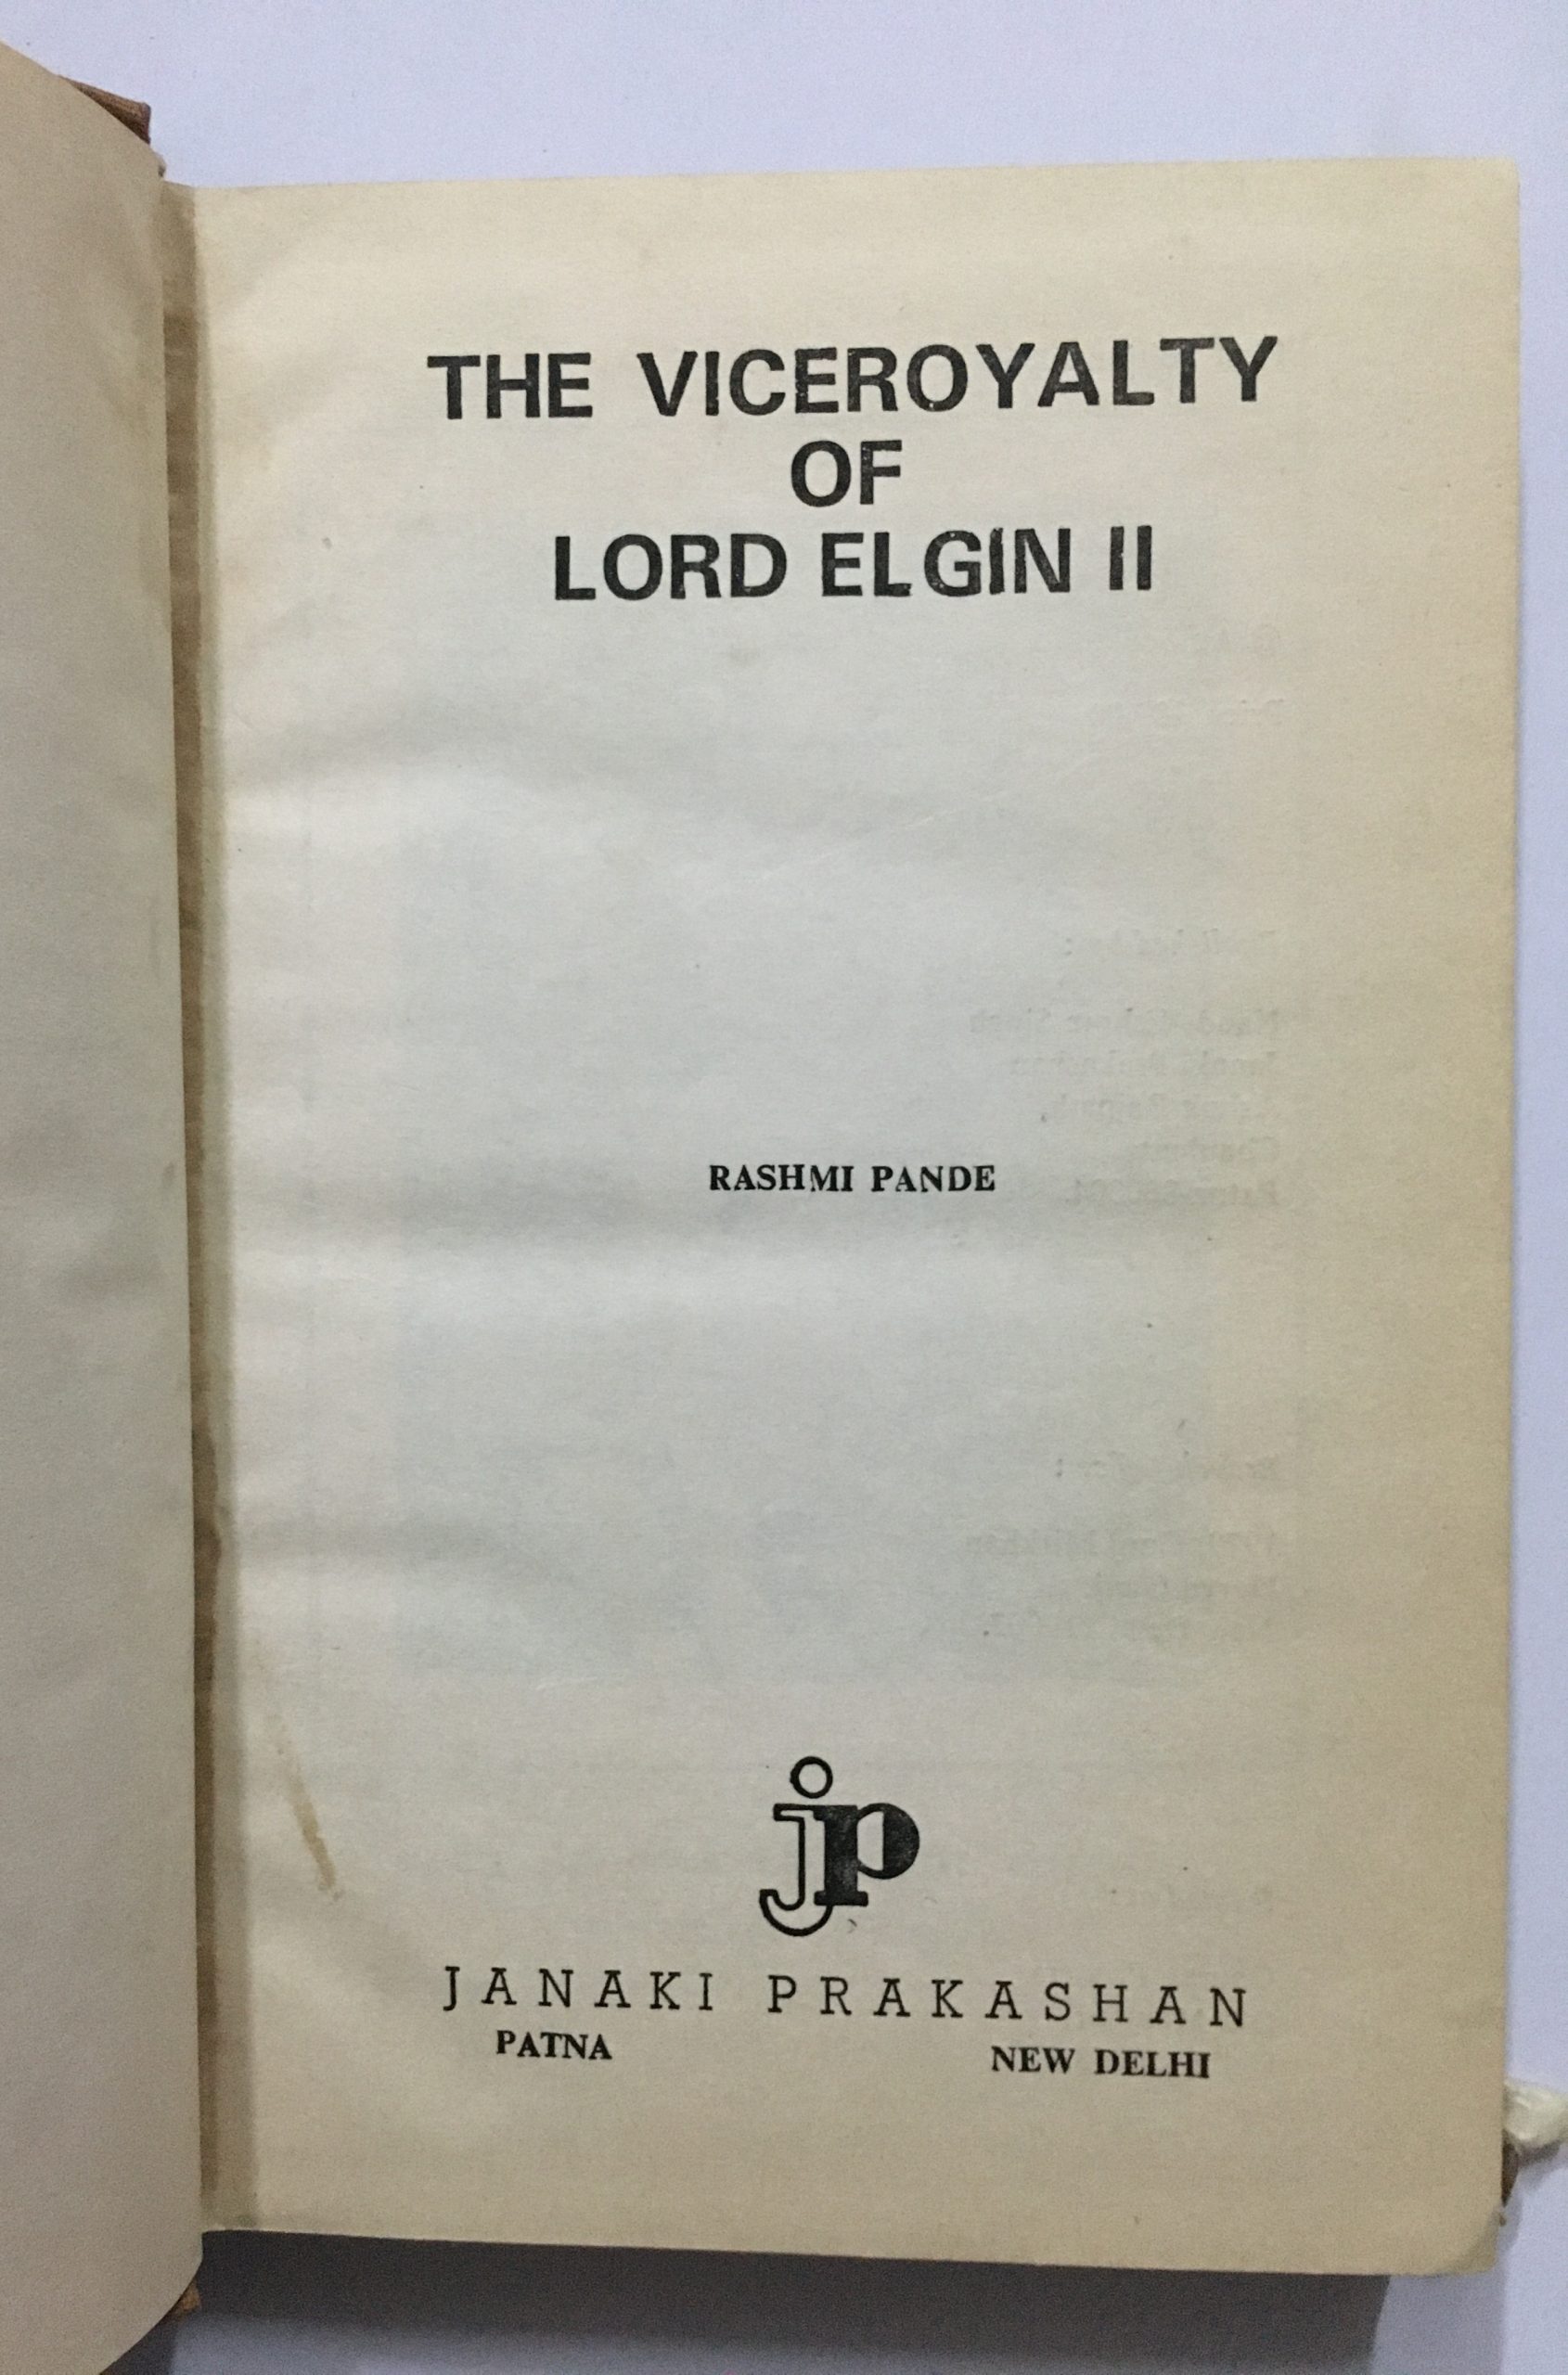 THE VICEROYALTY
OF
LORD ELGIN II
RASHMI PANDE
jp
JANAKI PRAKASHAN
PATNA NEW DELHI